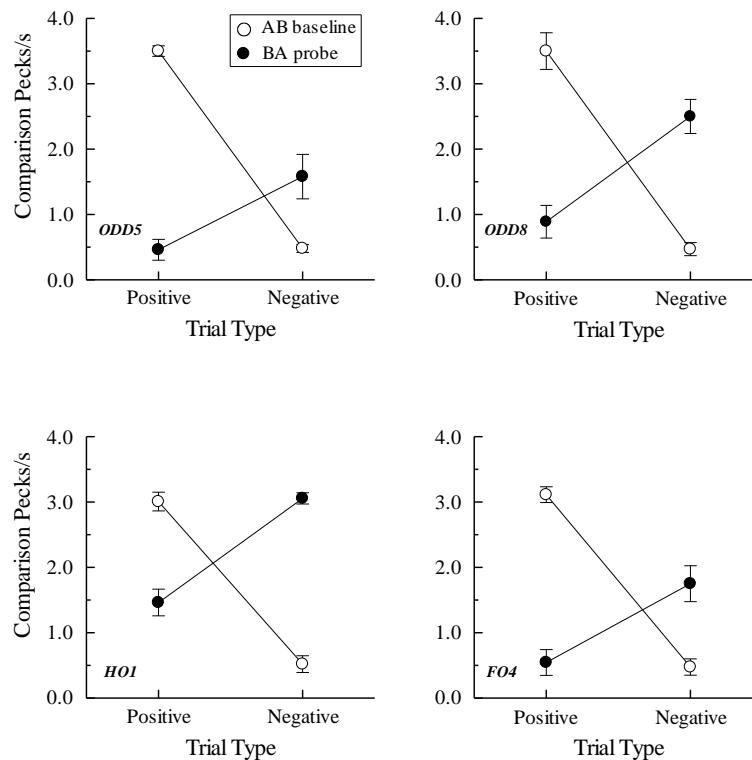 AB baseline
BA probe
Comparison Pecks/s
4.0
3.0
2.0
1.0
0.0
ODD5
Positive
Negative
Trial Type
4.0
3.0
2.0
1.0
0.0
ODD8
Positive
Negative
Trial Type
Comparison Pecks/s
4.0
3.0
2.0
1.0
0.0
HO1
Positive
Negative
Trial Type
4.0
3.0
2.0
1.0
0.0
FO4
Positive
Negative
Trial Type